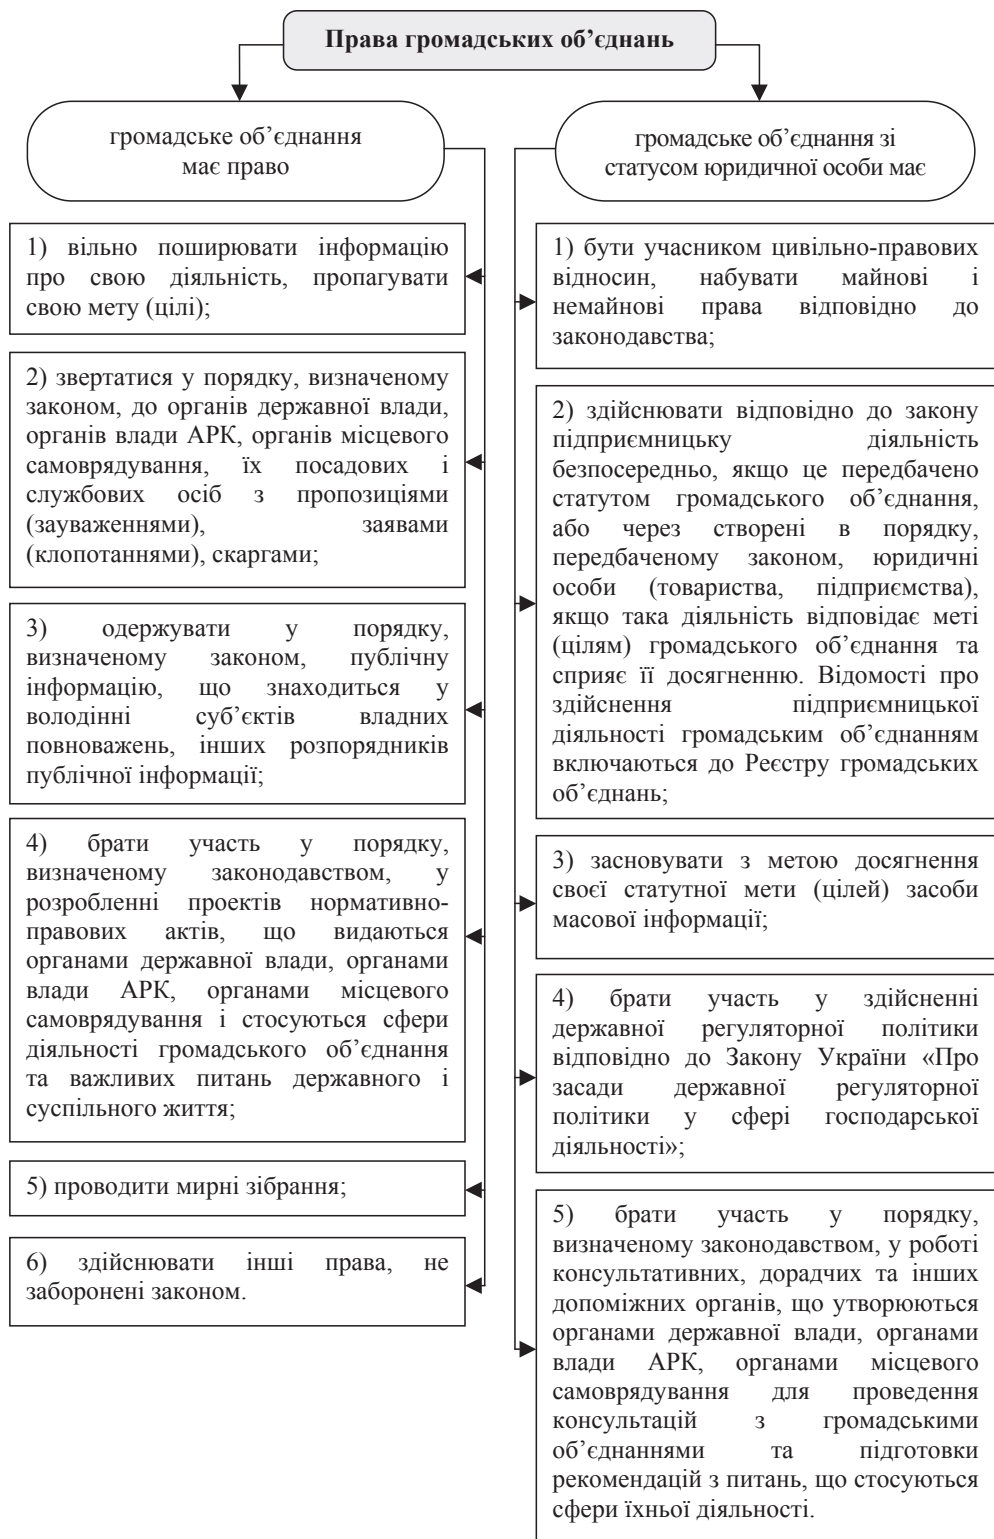 Права громадських об’єднань
громадське об’єднання
має право
1) вільно поширювати інформацію
про свою діяльність, пропагувати
свою мету (цілі);
2) звертатися у порядку, визначеному
законом, до органів державної влади,
органів влади АРК, органів місцевого
самоврядування, їх посадових і
службових осіб з пропозиціями
(зауваженнями), заявами
(клопотаннями), скаргами;
3) одержувати у порядку,
визначеному законом, публічну
інформацію, що знаходиться у
володінні суб’єктів владних
повноважень, інших розпорядників
публічної інформації;
4) брати участь у порядку,
визначеному законодавством, у
розробленні проектів нормативно-
правових актів, що видаються
органами державної влади, органами
влади АРК, органами місцевого
самоврядування і стосуються сфери
діяльності громадського об’єднання
та важливих питань державного і
суспільного життя;
5) проводити мирні зібрання;
6) здійснювати інші права, не
заборонені законом.
громадське об’єднання зі
статусом юридичної особи має
1) бути учасником цивільно-правових
відносин, набувати майнові і
немайнові права відповідно до
законодавства;
2) здійснювати відповідно до закону
підприємницьку діяльність
безпосередньо, якщо це передбачено
статутом громадського об’єднання,
або через створені в порядку,
передбаченому законом, юридичні
особи (товариства, підприємства),
якщо така діяльність відповідає меті
(цілям) громадського об’єднання та
сприяє її досягненню. Відомості про
здійснення підприємницької
діяльності громадським об’єднанням
включаються до Реєстру громадських
об’єднань;
3) засновувати з метою досягнення
своєї статутної мети (цілей) засоби
масової інформації;
4) брати участь у здійсненні
державної регуляторної політики
відповідно до Закону України «Про
засади державної регуляторної
політики у сфері господарської
діяльності»;
5) брати участь у порядку,
визначеному законодавством, у роботі
консультативних, дорадчих та інших
допоміжних органів, що утворюються
органами державної влади, органами
влади АРК, органами місцевого
самоврядування для проведення
консультацій з громадськими
об’єднаннями та підготовки
рекомендацій з питань, що стосуються
сфери їхньої діяльності.